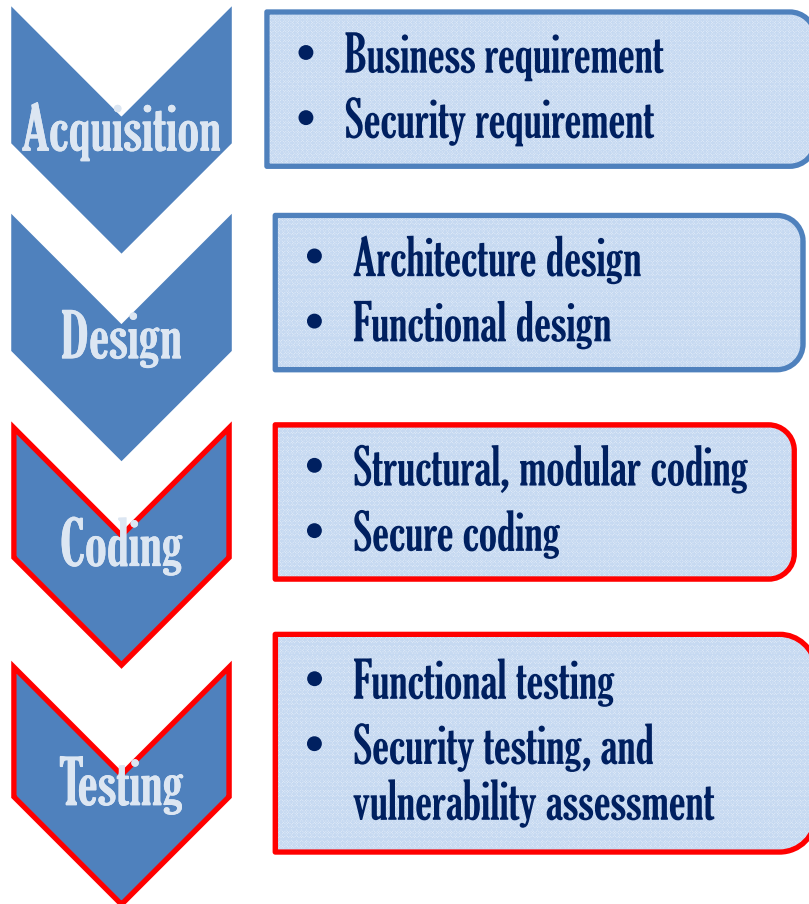 Acquisition
• Business requirement
• Security requirement
Design
• Architecture design
• Functional design
Coding
• Structural, modular coding
• Secure coding
Testing
• Functional testing
• Security testing, and
vulnerability assessment